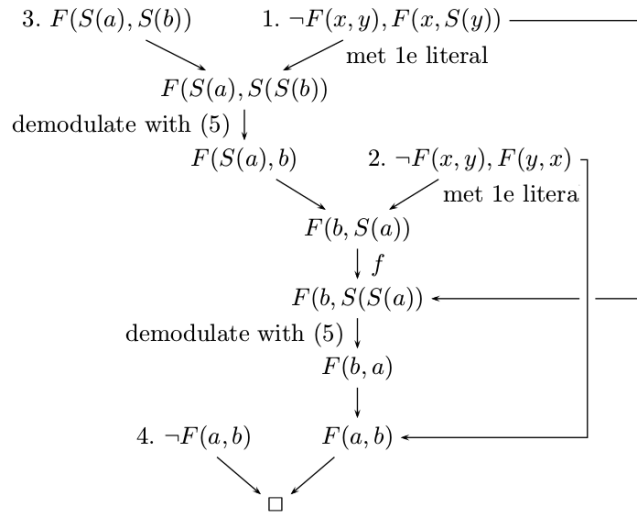 3. F(S(a), S(b)) 1. ¬F(x, y), F(x, S(y))
met 1e literal
F(S(a), S(S(b))
demodulate with (5)
F(S(a), b) 2. ¬F(x, y), F(y, x)
met 1e litera
F(b, S(a))
f
F(b, S(S(a))
demodulate with (5)
F(b, a)
4. ¬F(a, b) F(a, b)
□